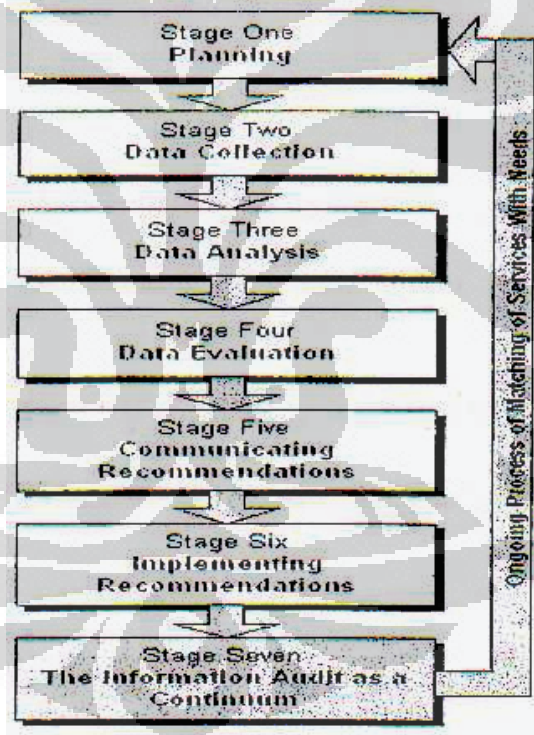 Stage One
Planning
Stage Two
Data Collection
Stage Three
Data Analysis
Stage Four
Data Evaluation
Stage Five
Communicating
Recommendations
Stage Six
Implementing
Recommendations
Stage Seven
The Information Audit as a
Continuum
Ongoing Process of Matching of Services With Needs